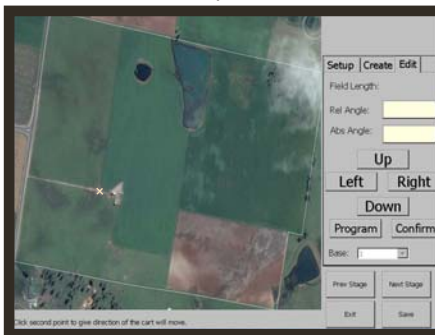 Setup Create Edit
Field Length:
Rel Angle:
Abs Angle:
Up
Left Right
Down
Program Confirm
Base:
Prev Stage Next Stage
Exit Save
Click second point to give direction of the cart will move.